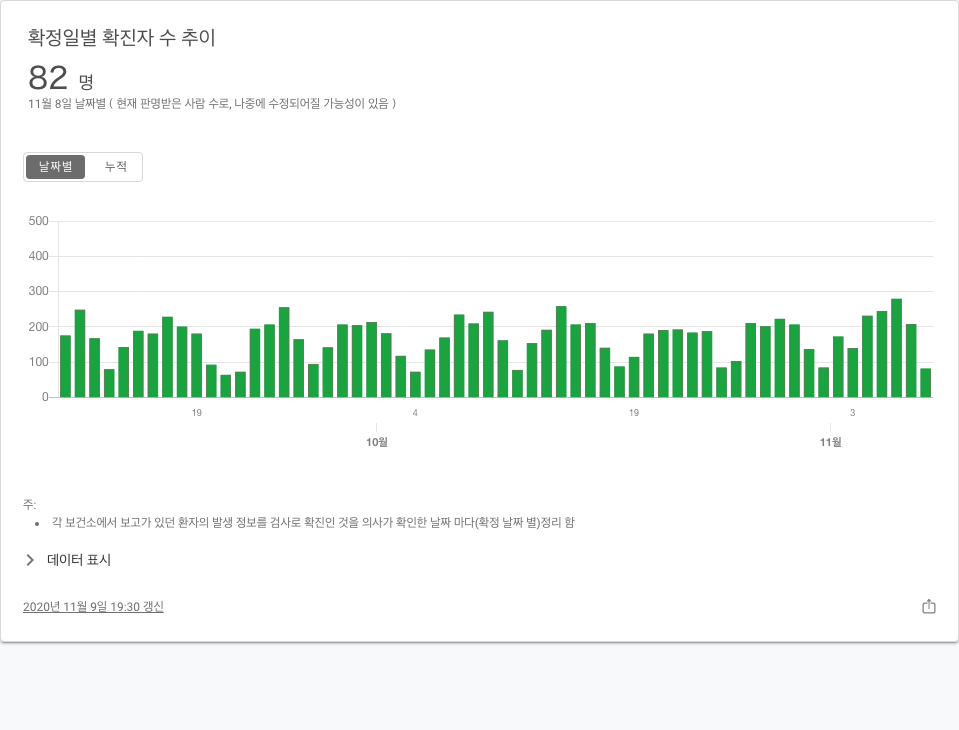 확정일별 확진자 수 추이
82 명
11월 8일 날짜별 ( 현재 판명받은 사람 수로, 나중에 수정되어질 가능성이 있음 )
날짜별 누적
500
400
300
200
100
0
19 4 19 3
10월 11월
주:
• 각 보건소에서 보고가 있던 환자의 발생 정보를 검사로 확진인 것을 의사가 확인한 날짜 마다(확정 날짜 별)정리 함
데이터 표시
2020년 11월 9일 19:30 갱신